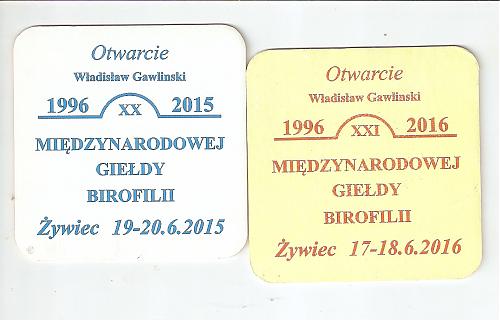 Otwarcie
Władisław Gawlinski
1996 XX 2015
MIĘDZYNARODOWEJ
GIEŁDY
BIROFILII
Żywiec 19-20.6.2015
Otwarcie
Władisław Gawlinski
1996 XXI 2016
MIĘDZYNARODOWEJ
GIEŁDY
BIROFILII
Żywiec 17-18.6.2016